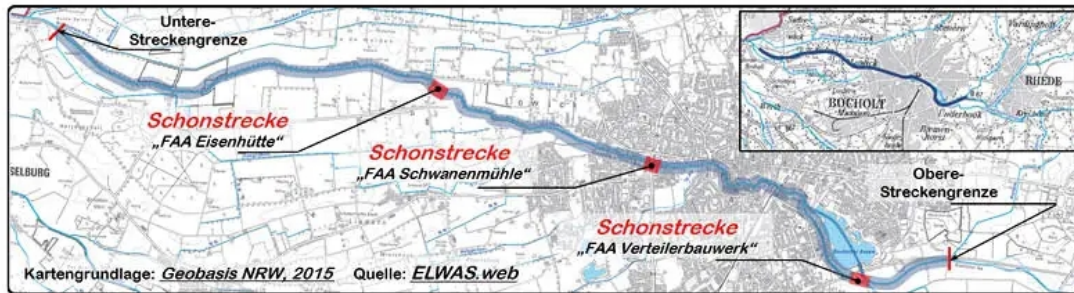 Untere-
Streckengrenze
Schonstrecke
„FAA Eisenhütte“
Schonstrecke
„FAA Schwanenmühle“
Schonstrecke
„FAA Verteilerbauwerk“
Obere-
Streckengrenze
SELBURG
BOCHOLT
RHEDE
Kartengrundlage: Geobasis NRW, 2015 Quelle: ELWAS.web